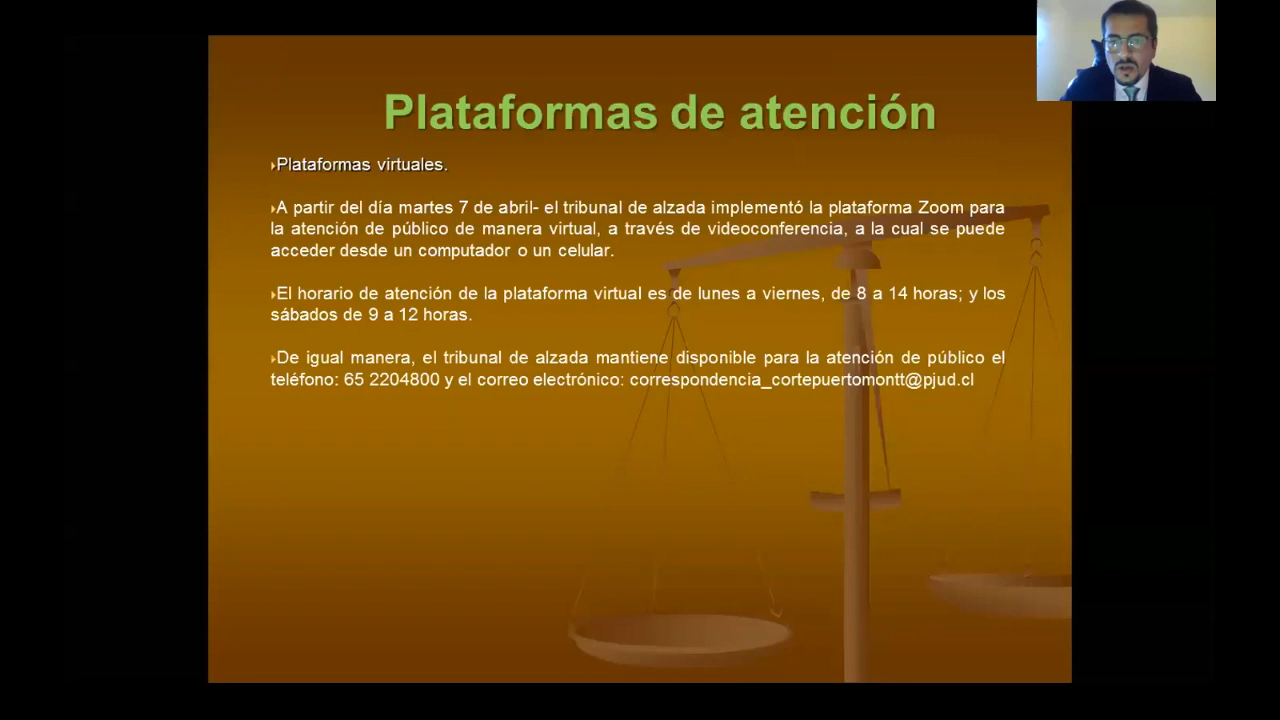 Plataformas de atención
Plataformas virtuales.
A partir del día martes 7 de abril- el tribunal de alzada implementó la plataforma Zoom para
la atención de público de manera virtual, a través de videoconferencia, a la cual se puede
acceder desde un computador o un celular.
El horario de atención de la plataforma virtual es de lunes a viernes, de 8 a 14 horas; y los
sábados de 9 a 12 horas.
De igual manera, el tribunal de alzada mantiene disponible para la atención de público el
teléfono: 65 2204800 y el correo electrónico: correspondencia_cortepuertomontt@pjud.cl